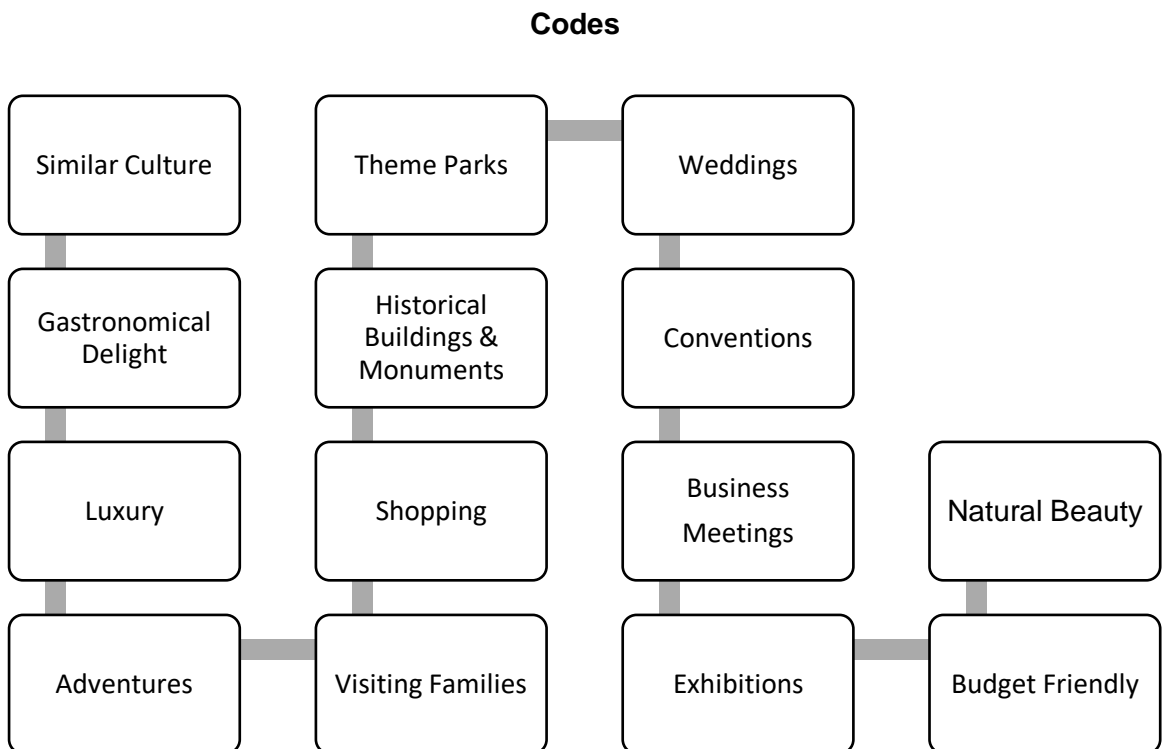 Codes
Similar Culture
Gastronomical
Delight
Luxury
Adventures
Visiting Families
Shopping
Historical
Buildings &
Monuments
Theme Parks
Weddings
Conventions
Business
Meetings
Exhibitions
Budget Friendly
Natural Beauty